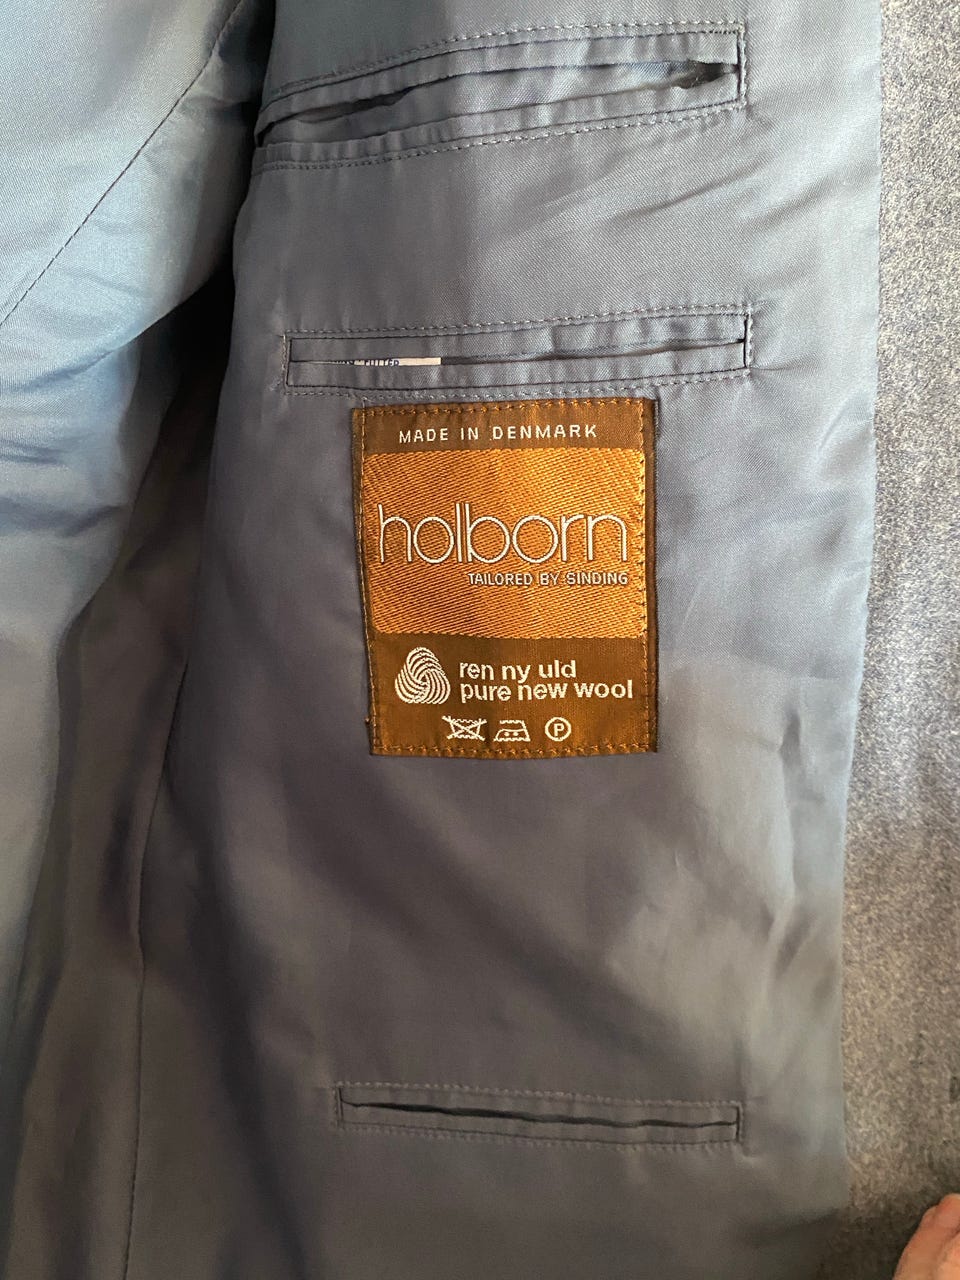 MADE IN DENMARK
holborn
TAILORED BY SINDING
ren ny uld
pure new wool
P